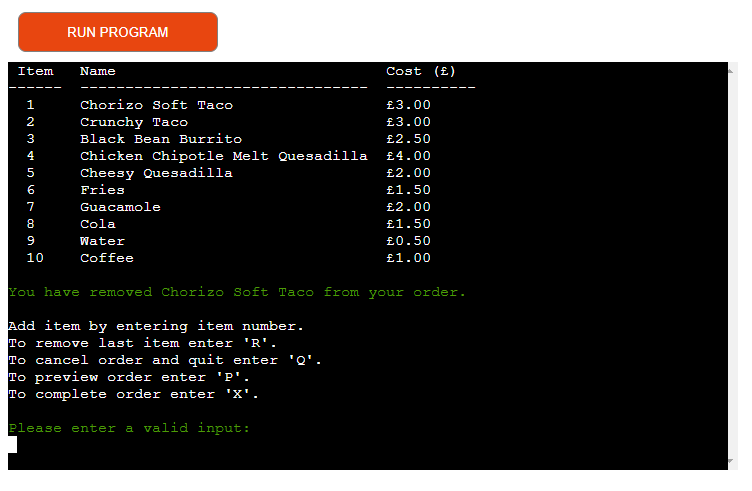 RUN PROGRAM
Item Name Cost (£)
------ -------------------------------- ----------
1 Chorizo Soft Taco £3.00
2 Crunchy Taco £3.00
3 Black Bean Burrito £2.50
4 Chicken Chipotle Melt Quesadilla £4.00
5 Cheesy Quesadilla £2.00
6 Fries £1.50
7 Guacamole £2.00
8 Cola £1.50
9 Water £0.50
10 Coffee £1.00
You have removed Chorizo Soft Taco from your order.
Add item by entering item number.
To remove last item enter 'R'.
To cancel order and quit enter 'Q'.
To preview order enter 'P'.
To complete order enter 'X'.
Please enter a valid input: